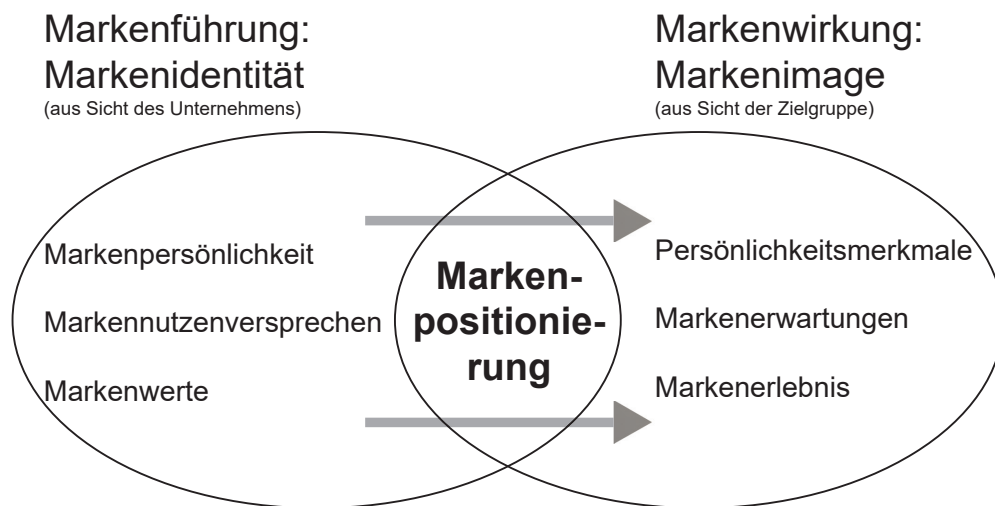 Markenführung:
Markenidentität
(aus Sicht des Unternehmens)
Markenwirkung:
Markenimage
(aus Sicht der Zielgruppe)
Markenpersönlichkeit
Markennutzenversprechen
Markenwerte
Marken-
positionie-
rung
Persönlichkeitsmerkmale
Markenerwartungen
Markenerlebnis